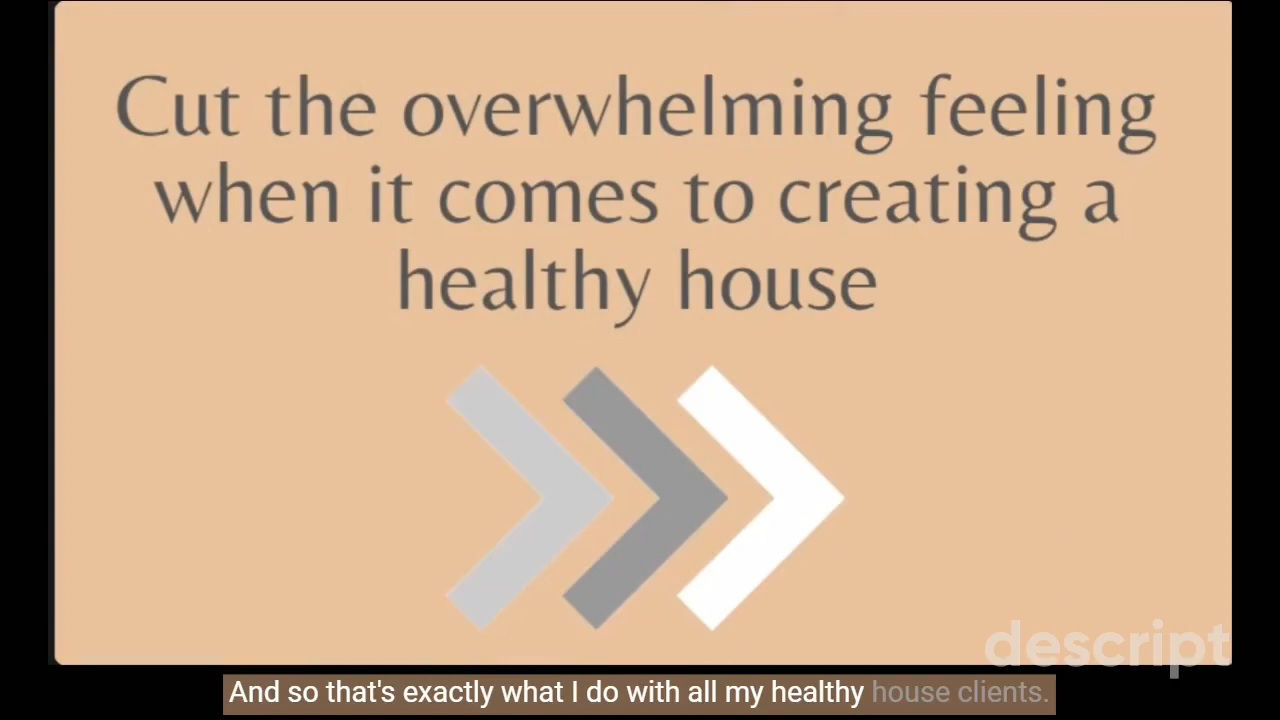 Cut the overwhelming feeling
when it comes to creating a
healthy house
descript
And so that's exactly what I do with all my healthy house clients.